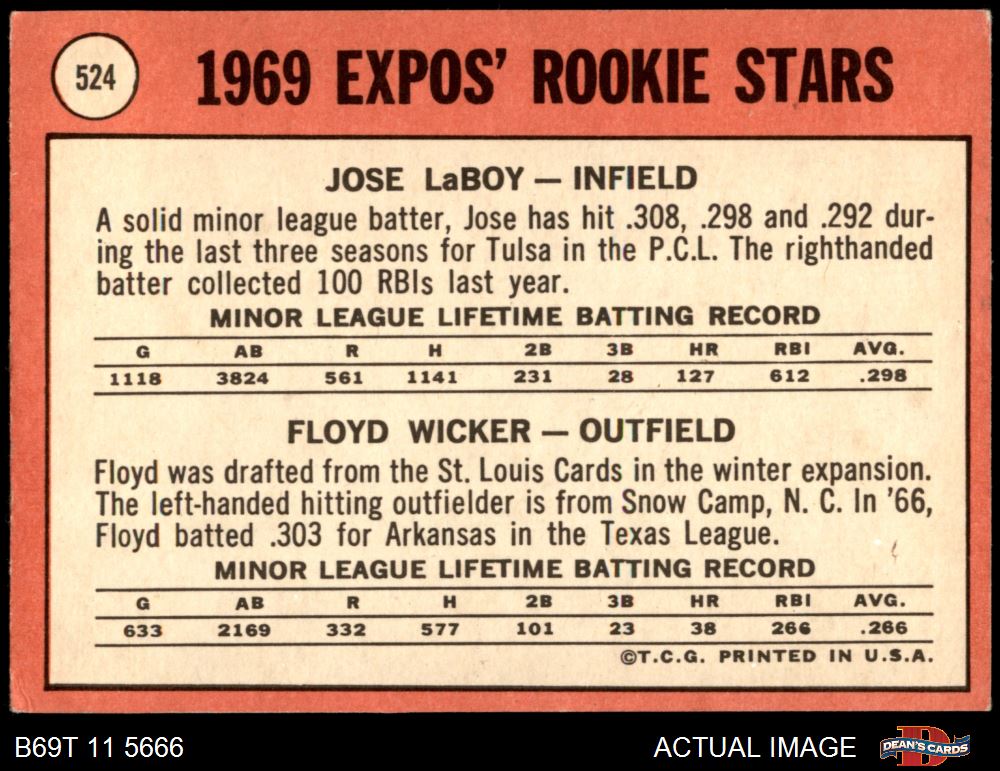 524
1969 EXPOS' ROOKIE STARS
JOSE LaBOY — INFIELD
A solid minor league batter, Jose has hit .308, .298 and .292 dur-
ing the last three seasons for Tulsa in the P.C.L. The righthanded
batter collected 100 RBIs last year.
MINOR LEAGUE LIFETIME BATTING RECORD
G AB R H 2B 3B HR RBI AVG.
1118 3824 561 1141 231 28 127 612 .298
FLOYD WICKER — OUTFIELD
Floyd was drafted from the St. Louis Cards in the winter expansion.
The left-handed hitting outfielder is from Snow Camp, N. C. In '66,
Floyd batted .303 for Arkansas in the Texas League.
MINOR LEAGUE LIFETIME BATTING RECORD
G AB R H 2B 3B HR RBI AVG.
633 2169 332 577 101 23 38 266 .266
©T.C.G. PRINTED IN U.S.A.
B69T 11 5666 ACTUAL IMAGE DEAN'S CARDS